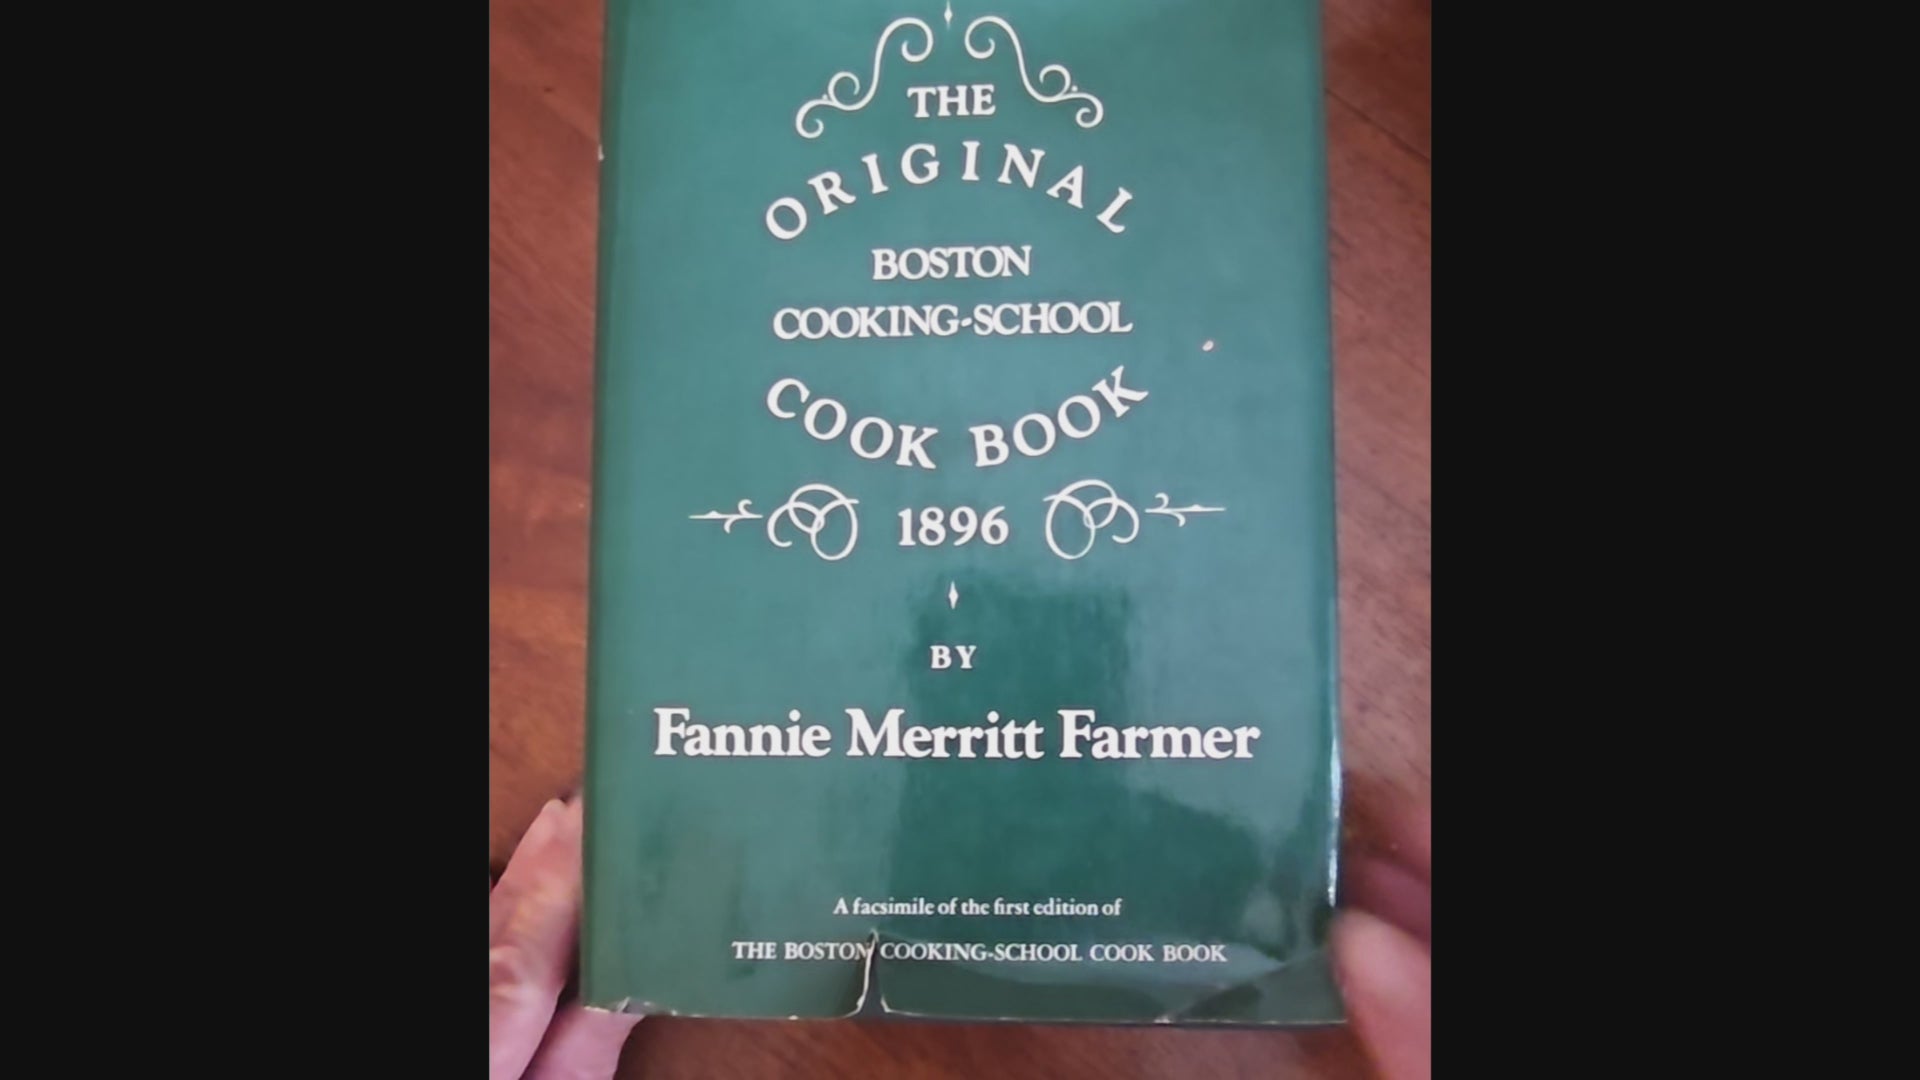 THE
ORIGINAL
BOSTON
COOKING-SCHOOL
COOK BOOK
1896
BY
Fannie Merritt Farmer
A facsimile of the first edition of
THE BOSTON COOKING-SCHOOL COOK BOOK